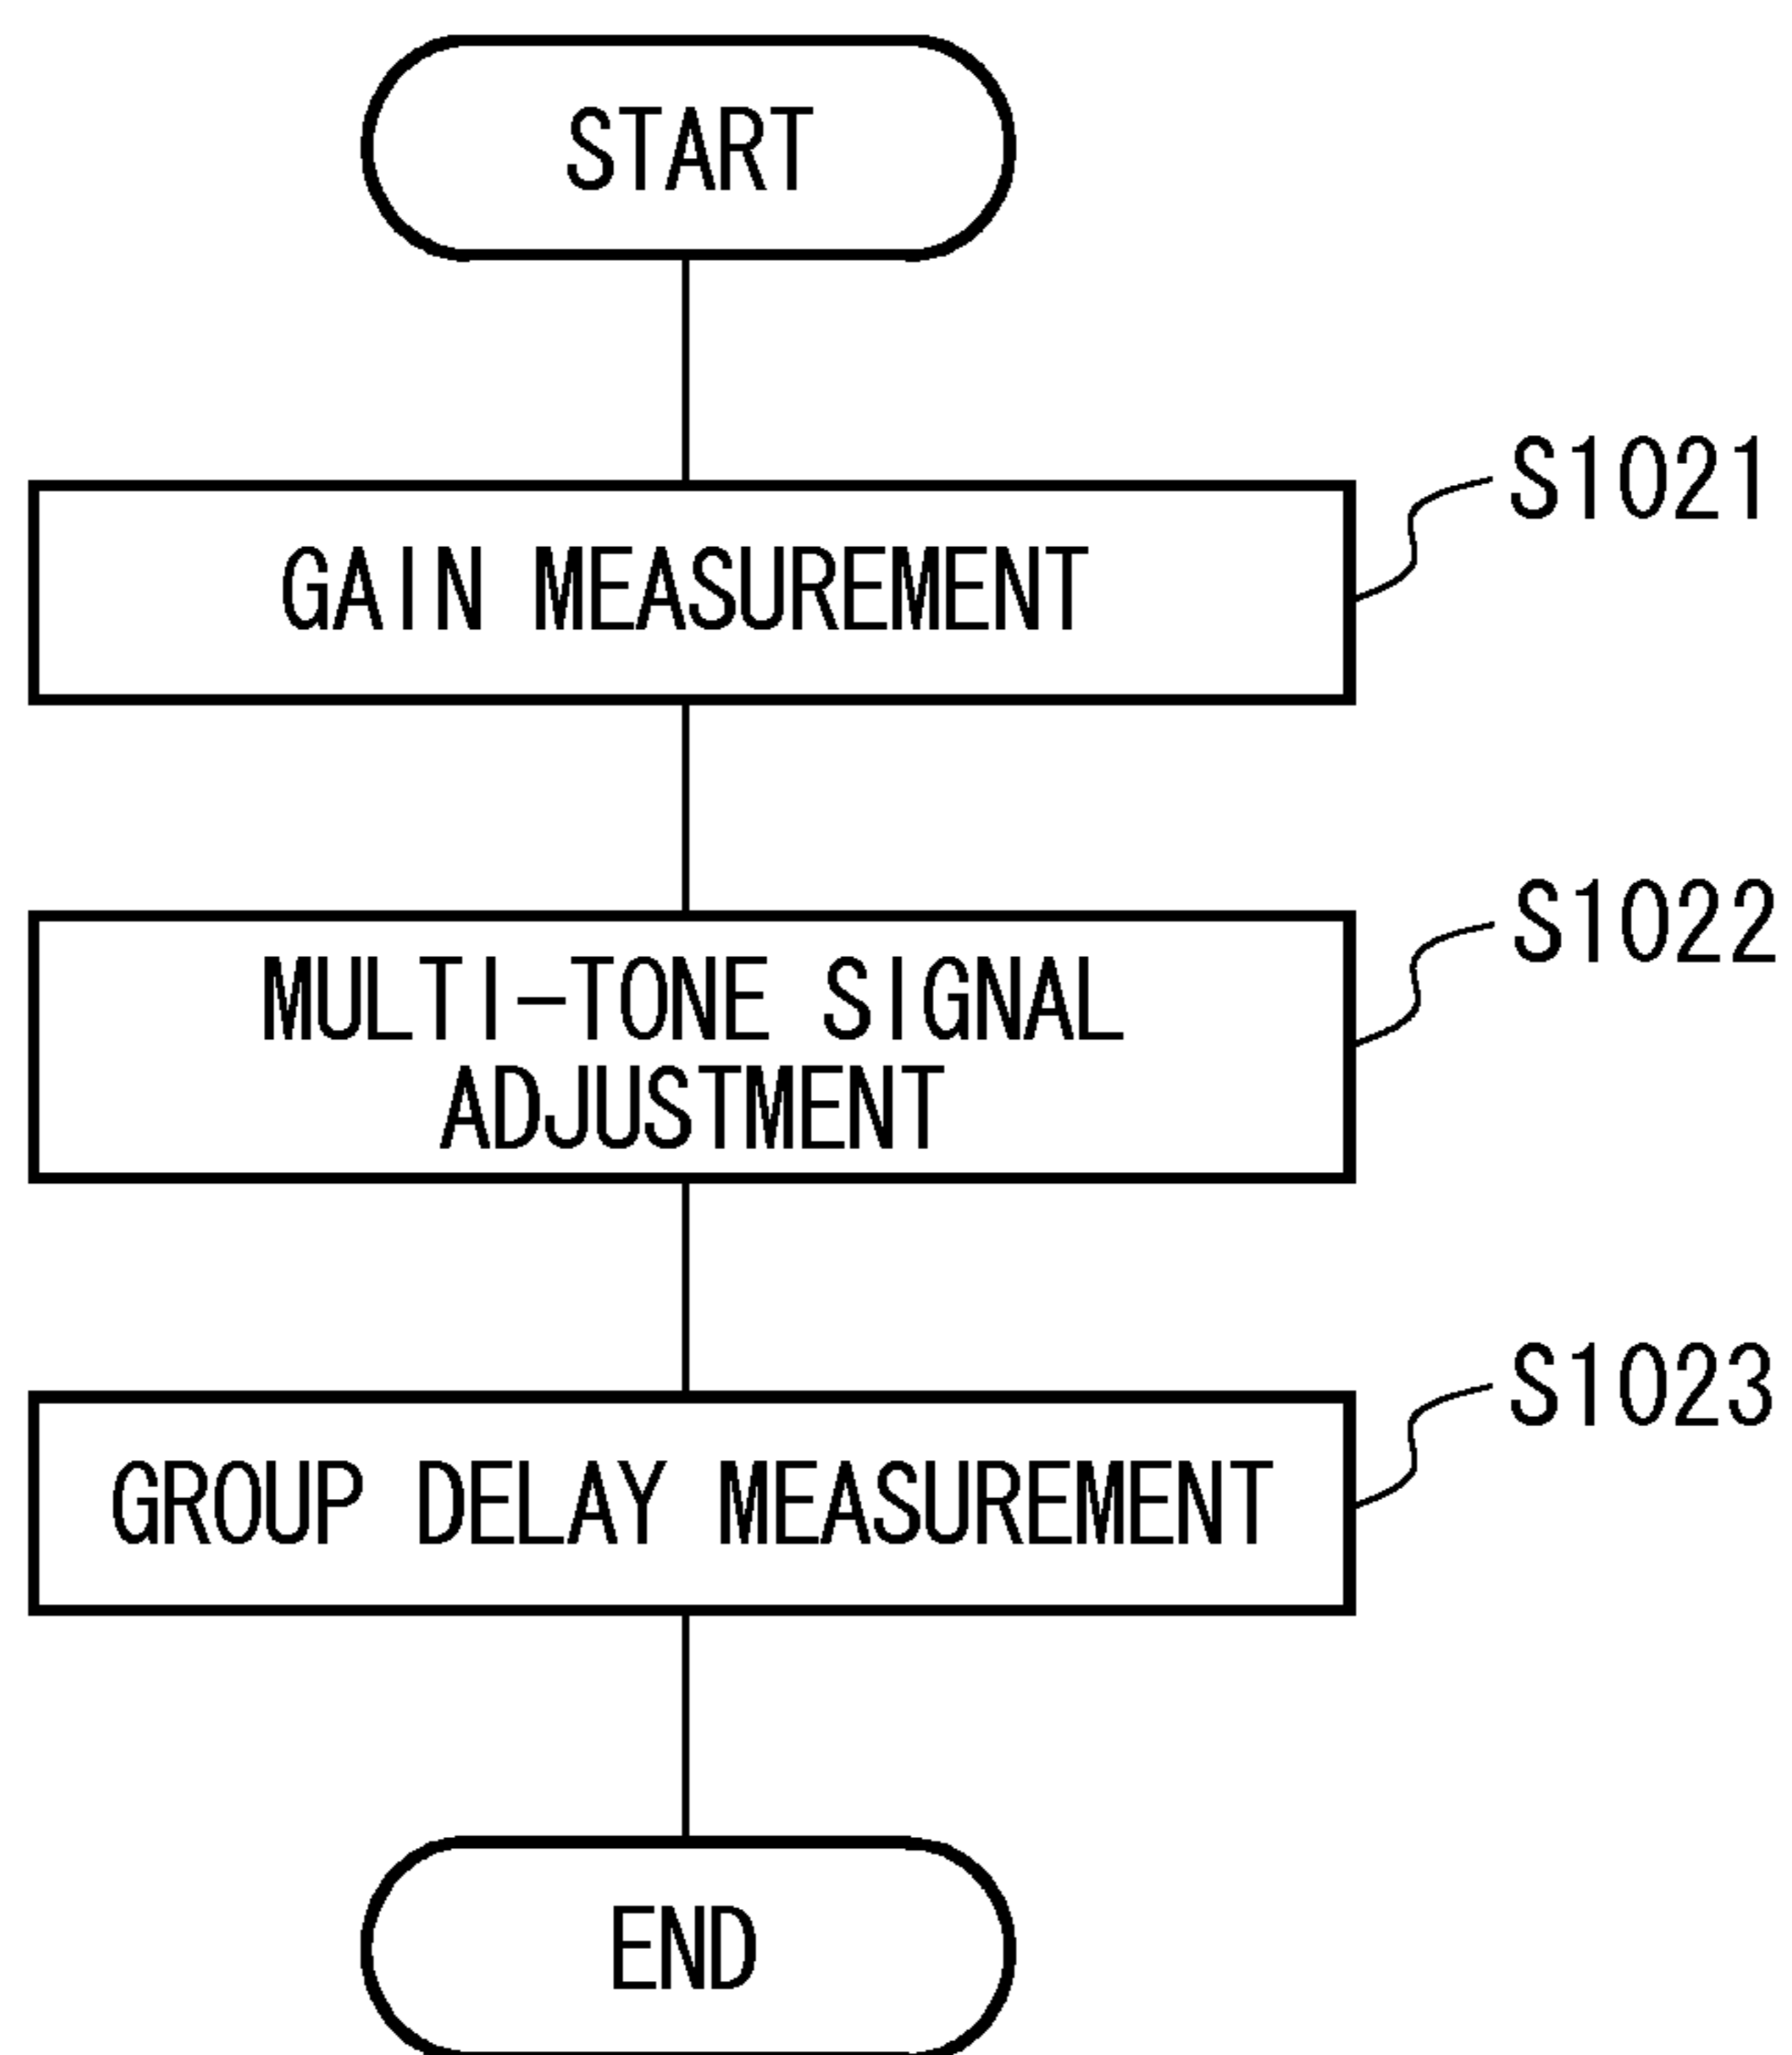 START
S1021
GAIN MEASUREMENT
S1022
MULTI-TONE SIGNAL
ADJUSTMENT
S1023
GROUP DELAY MEASUREMENT
END